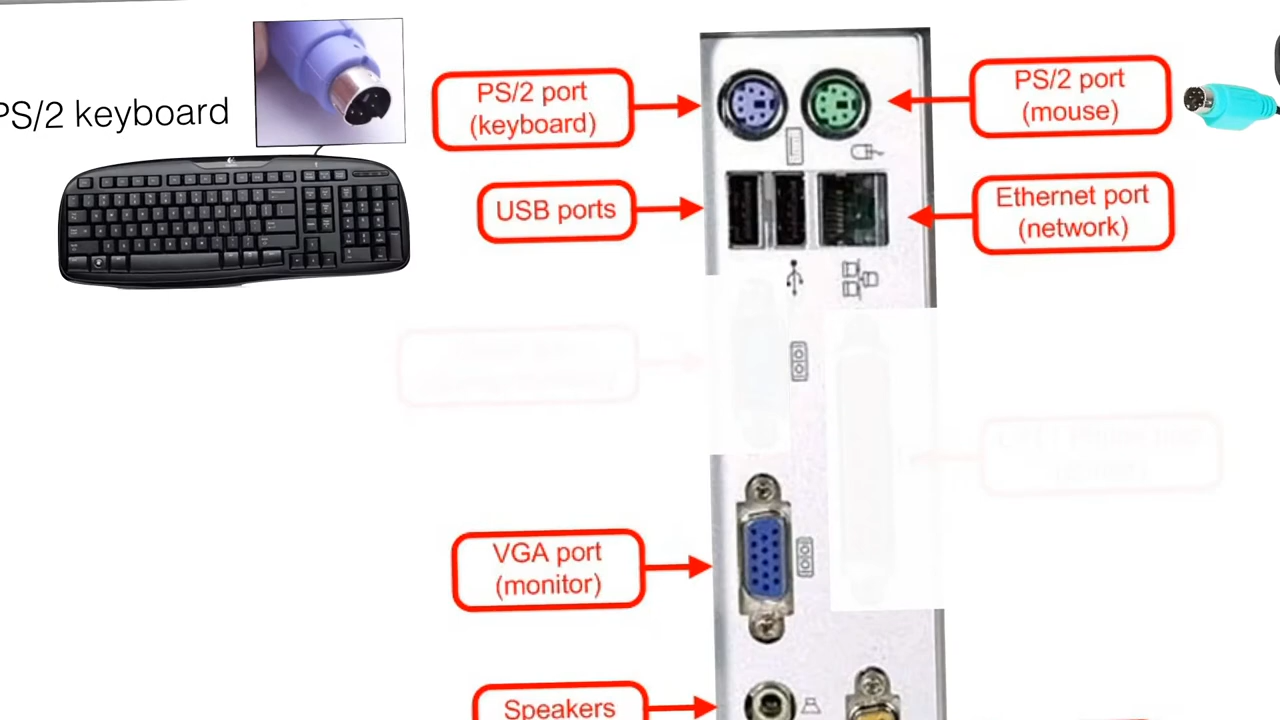 PS/2 keyboard
PS/2 port
(keyboard)
PS/2 port
(mouse)
USB ports
Ethernet port
(network)
VGA port
(monitor)
Speakers